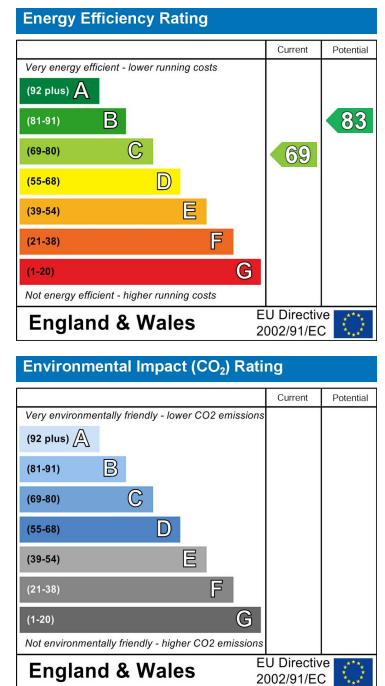 Energy Efficiency Rating
Current Potential
Very energy efficient - lower running costs
(92 plus) A
(81-91) B
83
(69-80) C
69
(55-68) D
(39-54) E
(21-38) F
(1-20) G
Not energy efficient - higher running costs
England & Wales
EU Directive
2002/91/EC
Environmental Impact (CO₂) Rating
Current Potential
Very environmentally friendly - lower CO2 emissions
(92 plus) A
(81-91) B
(69-80) C
(55-68) D
(39-54) E
(21-38) F
(1-20) G
Not environmentally friendly - higher CO2 emissions
England & Wales
EU Directive
2002/91/EC